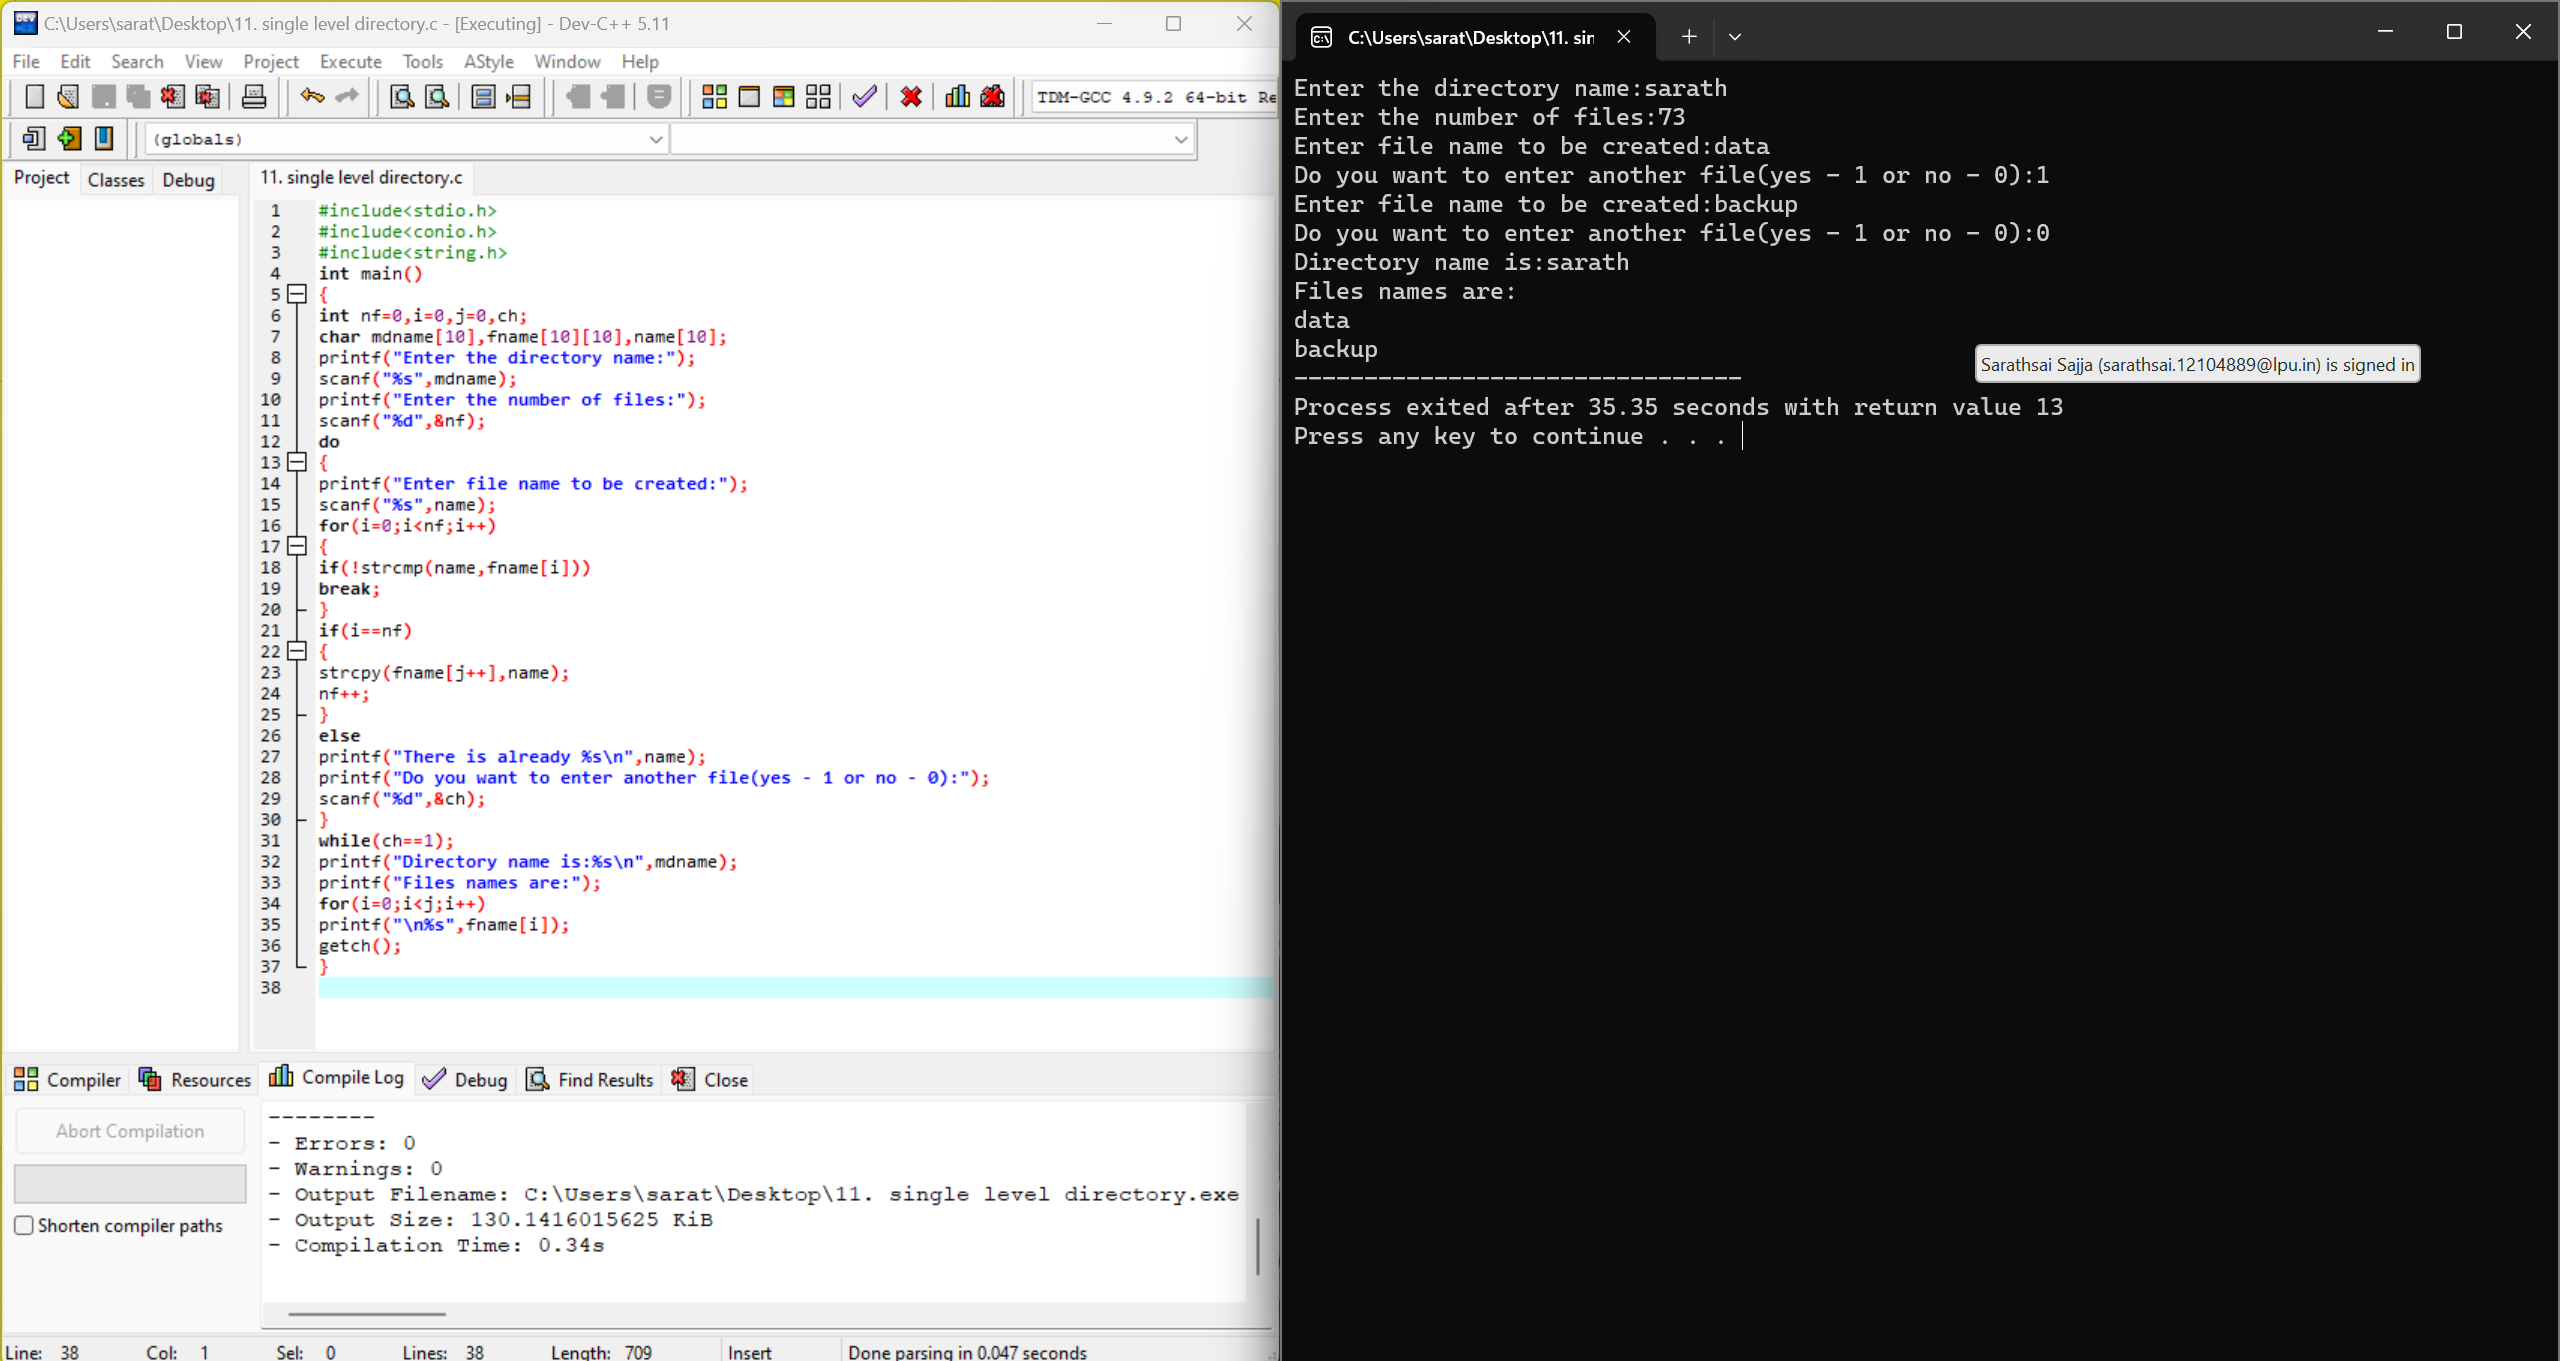 C:\Users\sarat\Desktop\11. single level directory.c - [Executing] - Dev-C++ 5.11
File Edit Search View Project Execute Tools AStyle Window Help
TDM-GCC 4.9.2 64-bit Re
(globals)
Project Classes Debug
11. single level directory.c
1 #include<stdio.h>
2 #include<conio.h>
3 #include<string.h>
4 int main()
5 {
6 int nf=0,i=0,j=0,ch;
7 char mdname[10],fname[10][10],name[10];
8 printf("Enter the directory name:");
9 scanf("%s",mdname);
10 printf("Enter the number of files:");
11 scanf("%d",&nf);
12 do
13 {
14 printf("Enter file name to be created:");
15 scanf("%s",name);
16 for(i=0;i<nf;i++)
17 {
18 if(!strcmp(name,fname[i]))
19 break;
20 }
21 if(i==nf)
22 {
23 strcpy(fname[j++],name);
24 nf++;
25 }
26 else
27 printf("There is already %s\n",name);
28 printf("Do you want to enter another file(yes - 1 or no - 0):");
29 scanf("%d",&ch);
30 }
31 while(ch==1);
32 printf("Directory name is:%s\n",mdname);
33 printf("Files names are:");
34 for(i=0;i<j;i++)
35 printf("\n%s",fname[i]);
36 getch();
37 }
38
Compiler Resources Compile Log Debug Find Results Close
Abort Compilation
Shorten compiler paths
--------
- Errors: 0
- Warnings: 0
- Output Filename: C:\Users\sarat\Desktop\11. single level directory.exe
- Output Size: 130.1416015625 KiB
- Compilation Time: 0.34s
Line: 38 Col: 1 Sel: 0 Lines: 38 Length: 709 Insert Done parsing in 0.047 seconds
C:\Users\sarat\Desktop\11. sin
Enter the directory name:sarath
Enter the number of files:73
Enter file name to be created:data
Do you want to enter another file(yes - 1 or no - 0):1
Enter file name to be created:backup
Do you want to enter another file(yes - 1 or no - 0):0
Directory name is:sarath
Files names are:
data
backup
Sarathsai Sajja (sarathsai.12104889@lpu.in) is signed in
--------------------------------
Process exited after 35.35 seconds with return value 13
Press any key to continue . . .